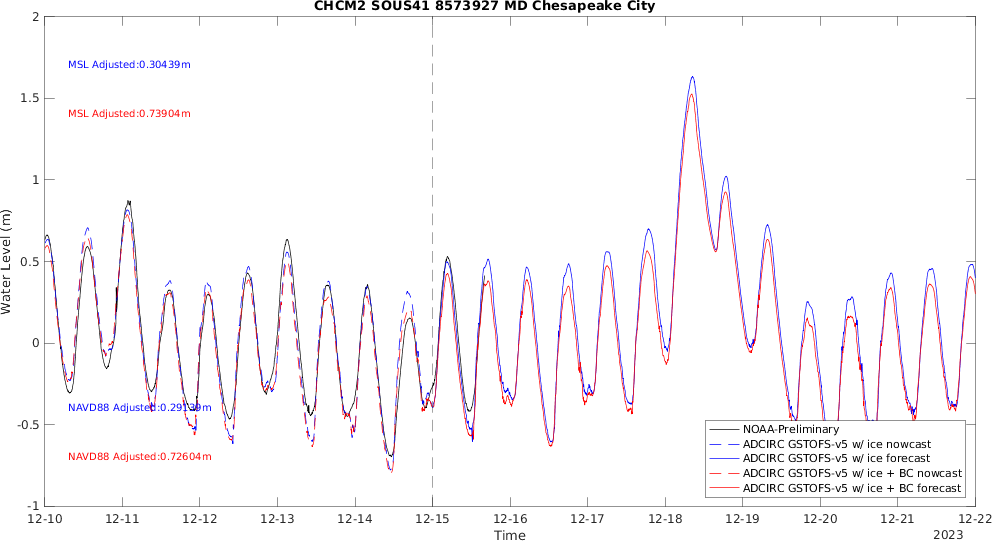 CHCM2 SOUS41 8573927 MD Chesapeake City
2
1.5
1
0.5
0
-0.5
-1
Water Level (m)
MSL Adjusted:0.30439m
MSL Adjusted:0.73904m
NAVD88 Adjusted:0.29139m
NAVD88 Adjusted:0.72604m
NOAA-Preliminary
ADCIRC GSTOFS-v5 w/ ice nowcast
ADCIRC GSTOFS-v5 w/ ice forecast
ADCIRC GSTOFS-v5 w/ ice + BC nowcast
ADCIRC GSTOFS-v5 w/ ice + BC forecast
12-10 12-11 12-12 12-13 12-14 12-15 12-16 12-17 12-18 12-19 12-20 12-21 12-22
Time
2023